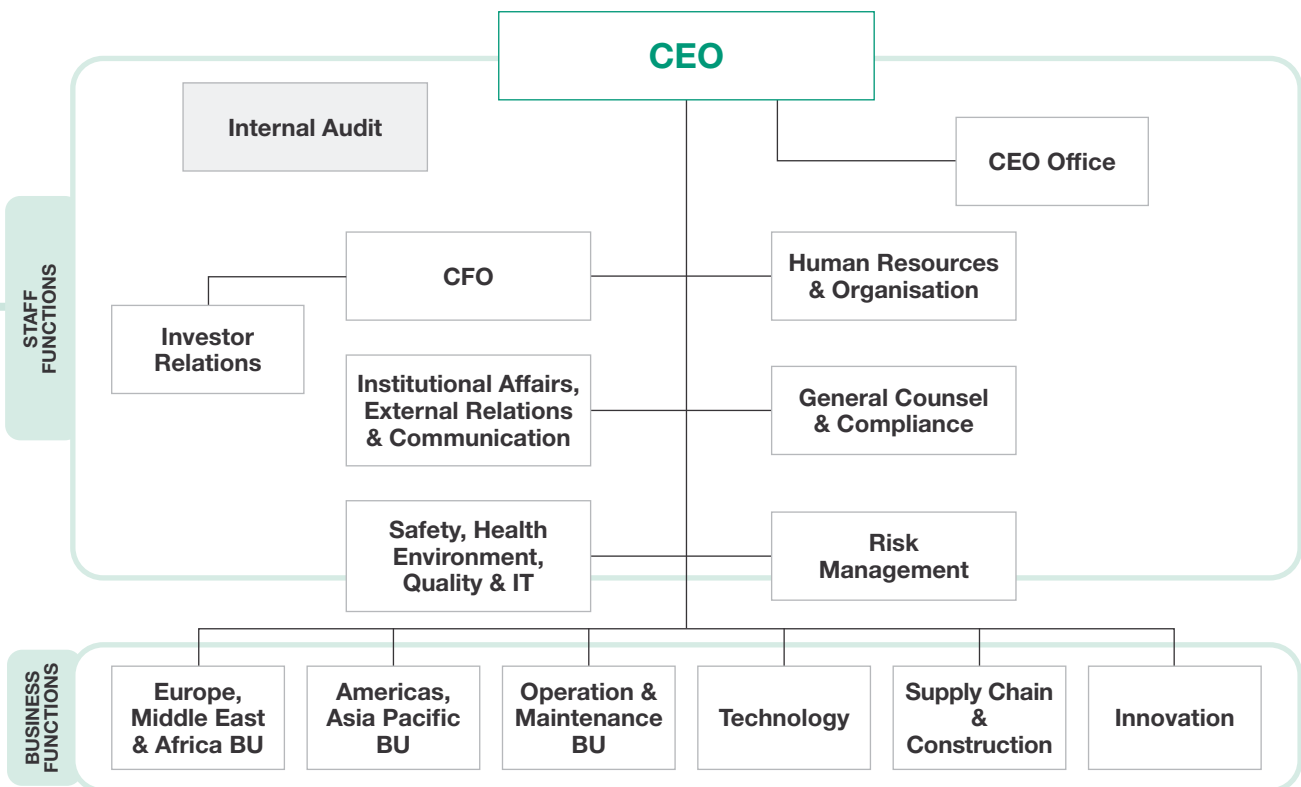 CEO
Internal Audit
CEO Office
STAFF
FUNCTIONS
CFO
Human Resources
& Organisation
Investor
Relations
Institutional Affairs,
External Relations
& Communication
General Counsel
& Compliance
Safety, Health
Environment,
Quality & IT
Risk
Management
BUSINESS
FUNCTIONS
Europe,
Middle East
& Africa BU
Americas,
Asia Pacific
BU
Operation &
Maintenance
BU
Technology
Supply Chain
&
Construction
Innovation